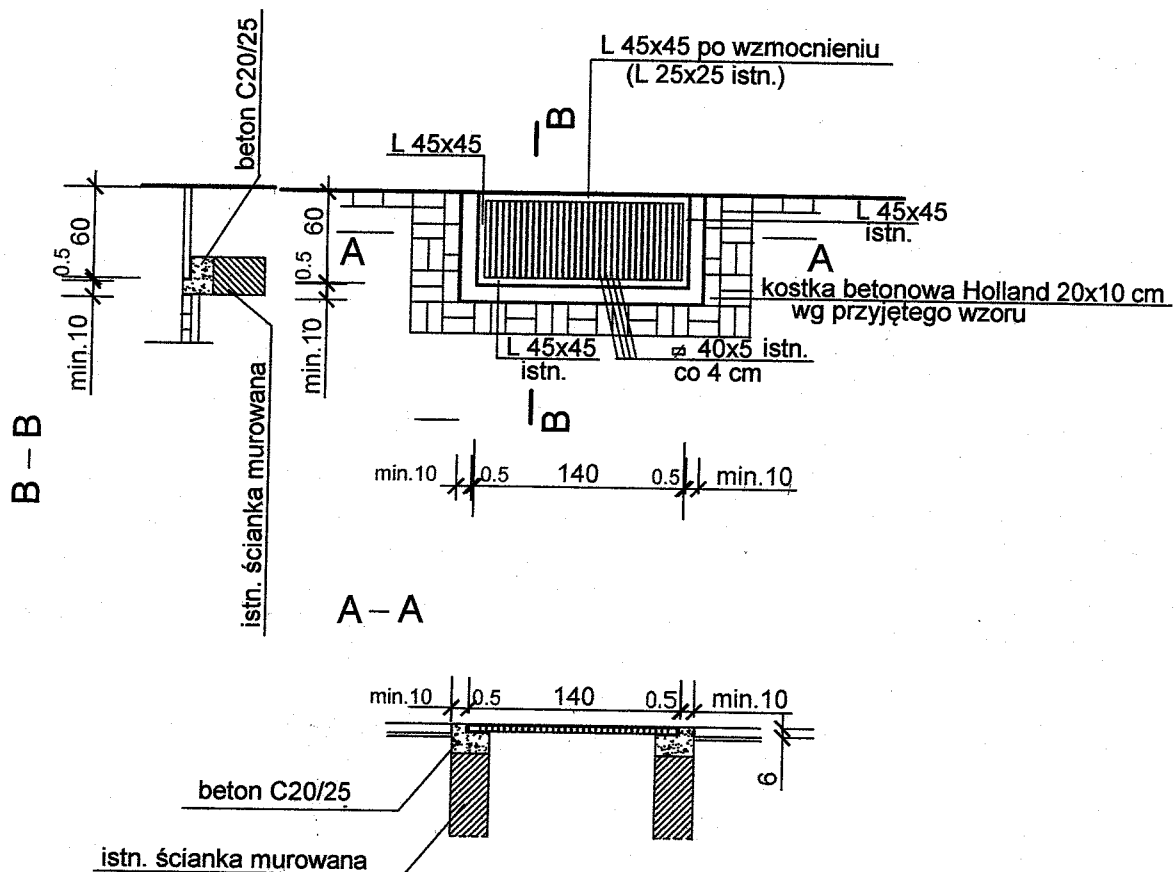 beton C20/25
L 45x45 po wzmocnieniu
(L 25x25 istn.)
B
L 45x45
60
0.5
min.10
60
0.5
min.10
A
L 45x45
istn.
A
kostka betonowa Holland 20x10 cm
wg przyjętego wzoru
L 45x45
istn.
40x5 istn.
co 4 cm
B
B – B
istn. ścianka murowana
min.10
0.5
140
0.5
min.10
A – A
min.10
0.5
140
0.5
min.10
6
beton C20/25
istn. ścianka murowana